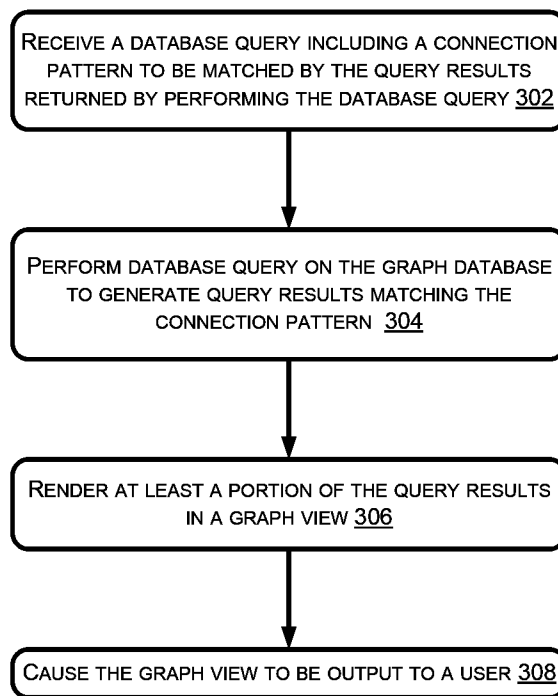 RECEIVE A DATABASE QUERY INCLUDING A CONNECTION
PATTERN TO BE MATCHED BY THE QUERY RESULTS
RETURNED BY PERFORMING THE DATABASE QUERY 302
PERFORM DATABASE QUERY ON THE GRAPH DATABASE
TO GENERATE QUERY RESULTS MATCHING THE
CONNECTION PATTERN 304
RENDER AT LEAST A PORTION OF THE QUERY RESULTS
IN A GRAPH VIEW 306
CAUSE THE GRAPH VIEW TO BE OUTPUT TO A USER 308